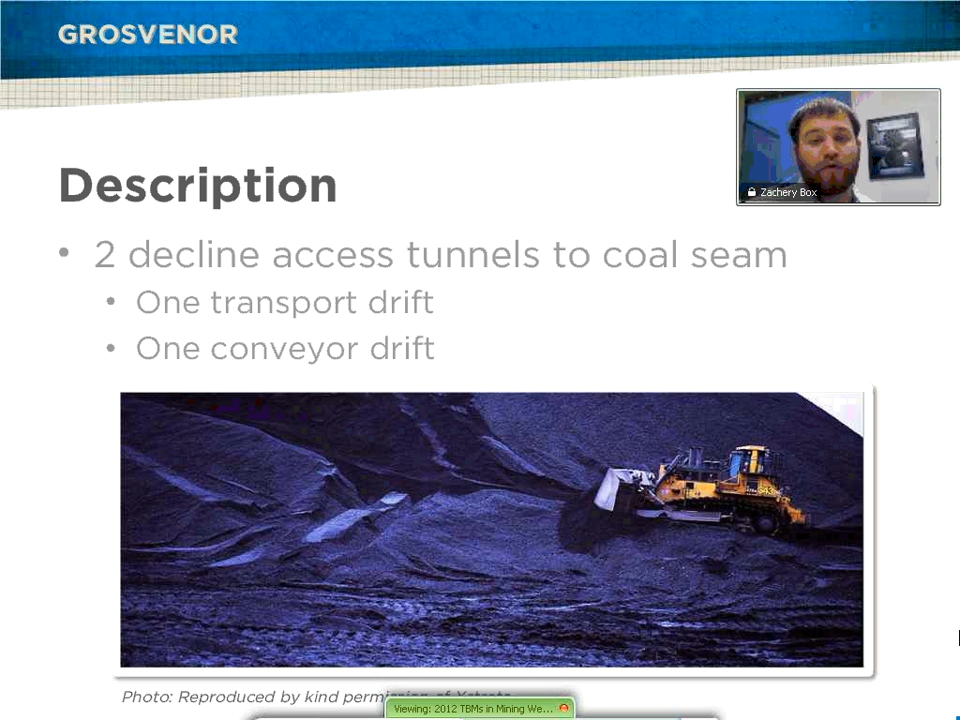 GROSVENOR
Zachery Box
Description
• 2 decline access tunnels to coal seam
• One transport drift
• One conveyor drift
Photo: Reproduced by kind permission of
Viewing: 2012 TBMs in Mining We...